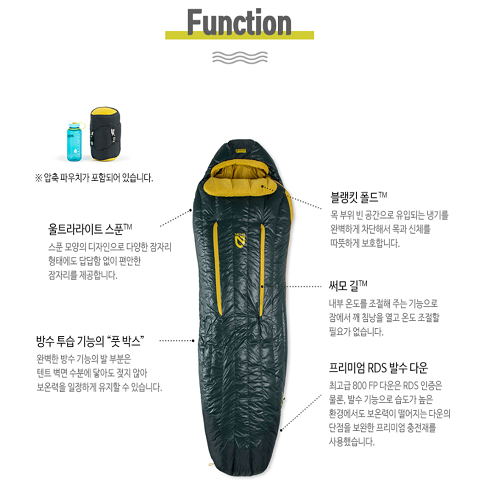 Function
※ 압축 파우치가 포함되어 있습니다.
울트라라이트 스푼™
스푼 모양의 디자인으로 다양한 잠자리
형태에도 답답함 없이 편안한
잠자리를 제공합니다.
방수 투습 기능의 “풋 박스”
완벽한 방수 기능의 발 부분은
텐트 벽면 수분에 닿아도 젖지 않아
보온력을 일정하게 유지할 수 있습니다.
블랭킷 폴드™
목 부위 빈 공간으로 유입되는 냉기를
완벽하게 차단해서 목과 신체를
따뜻하게 보호합니다.
써모 길™
내부 온도를 조절해 주는 기능으로
잠에서 깨 침낭을 열고 온도 조절할
필요가 없습니다.
프리미엄 RDS 발수 다운
최고급 800 FP 다운은 RDS 인증은
물론, 발수 기능으로 습도가 높은
환경에서도 보온력이 떨어지는 다운의
단점을 보완한 프리미엄 충전재를
사용했습니다.